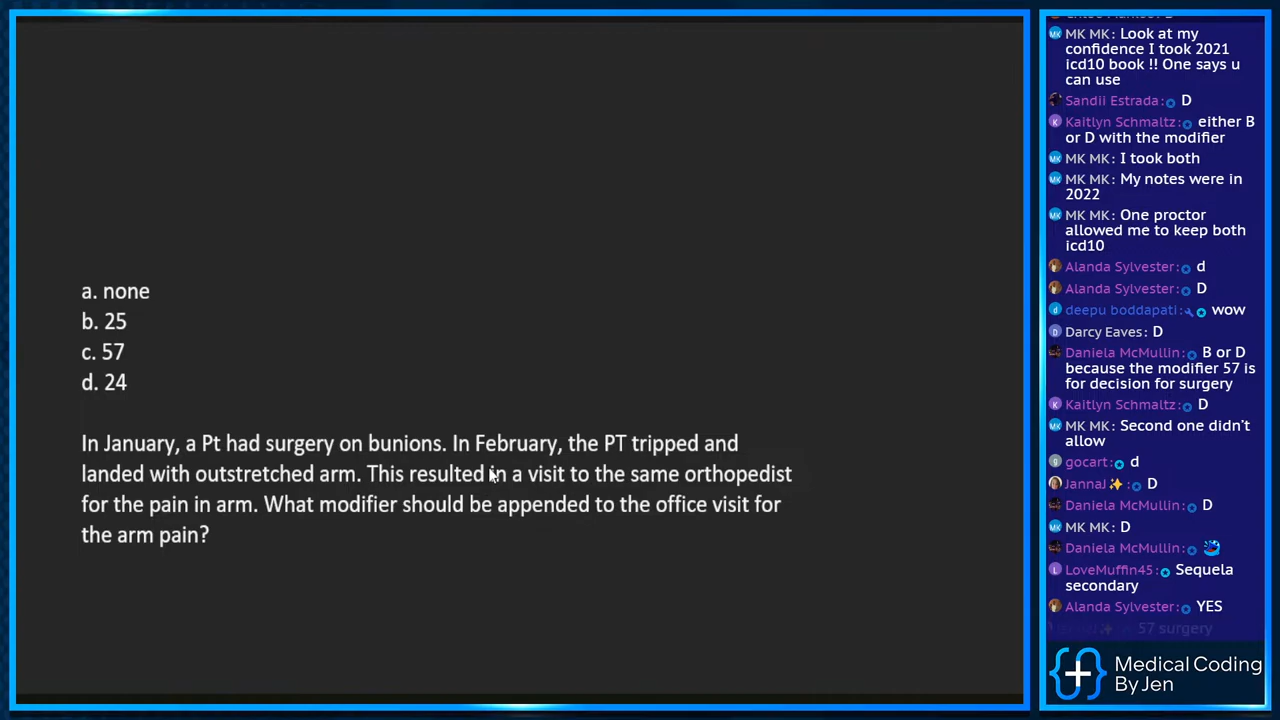 a. none
b. 25
c. 57
d. 24
In January, a Pt had surgery on bunions. In February, the PT tripped and
landed with outstretched arm. This resulted in a visit to the same orthopedist
for the pain in arm. What modifier should be appended to the office visit for
the arm pain?
MK MK: Look at my
confidence I took 2021
icd10 book !! One says u
can use
Sandii Estrada: D
Kaitlyn Schmaltz: either B
or D with the modifier
MK MK: I took both
MK MK: My notes were in
2022
MK MK: One proctor
allowed me to keep both
icd10
Alanda Sylvester: d
Alanda Sylvester: D
deepu boddapati: wow
Darcy Eaves: D
Daniela McMullin: B or D
because the modifier 57 is
for decision for surgery
Kaitlyn Schmaltz: D
MK MK: Second one didn't
allow
gocart: d
JannaJ✨: D
Daniela McMullin: D
MK MK: D
Daniela McMullin:
LoveMuffin45: Sequela
secondary
Alanda Sylvester: YES
57 surgery
Medical Coding
By Jen